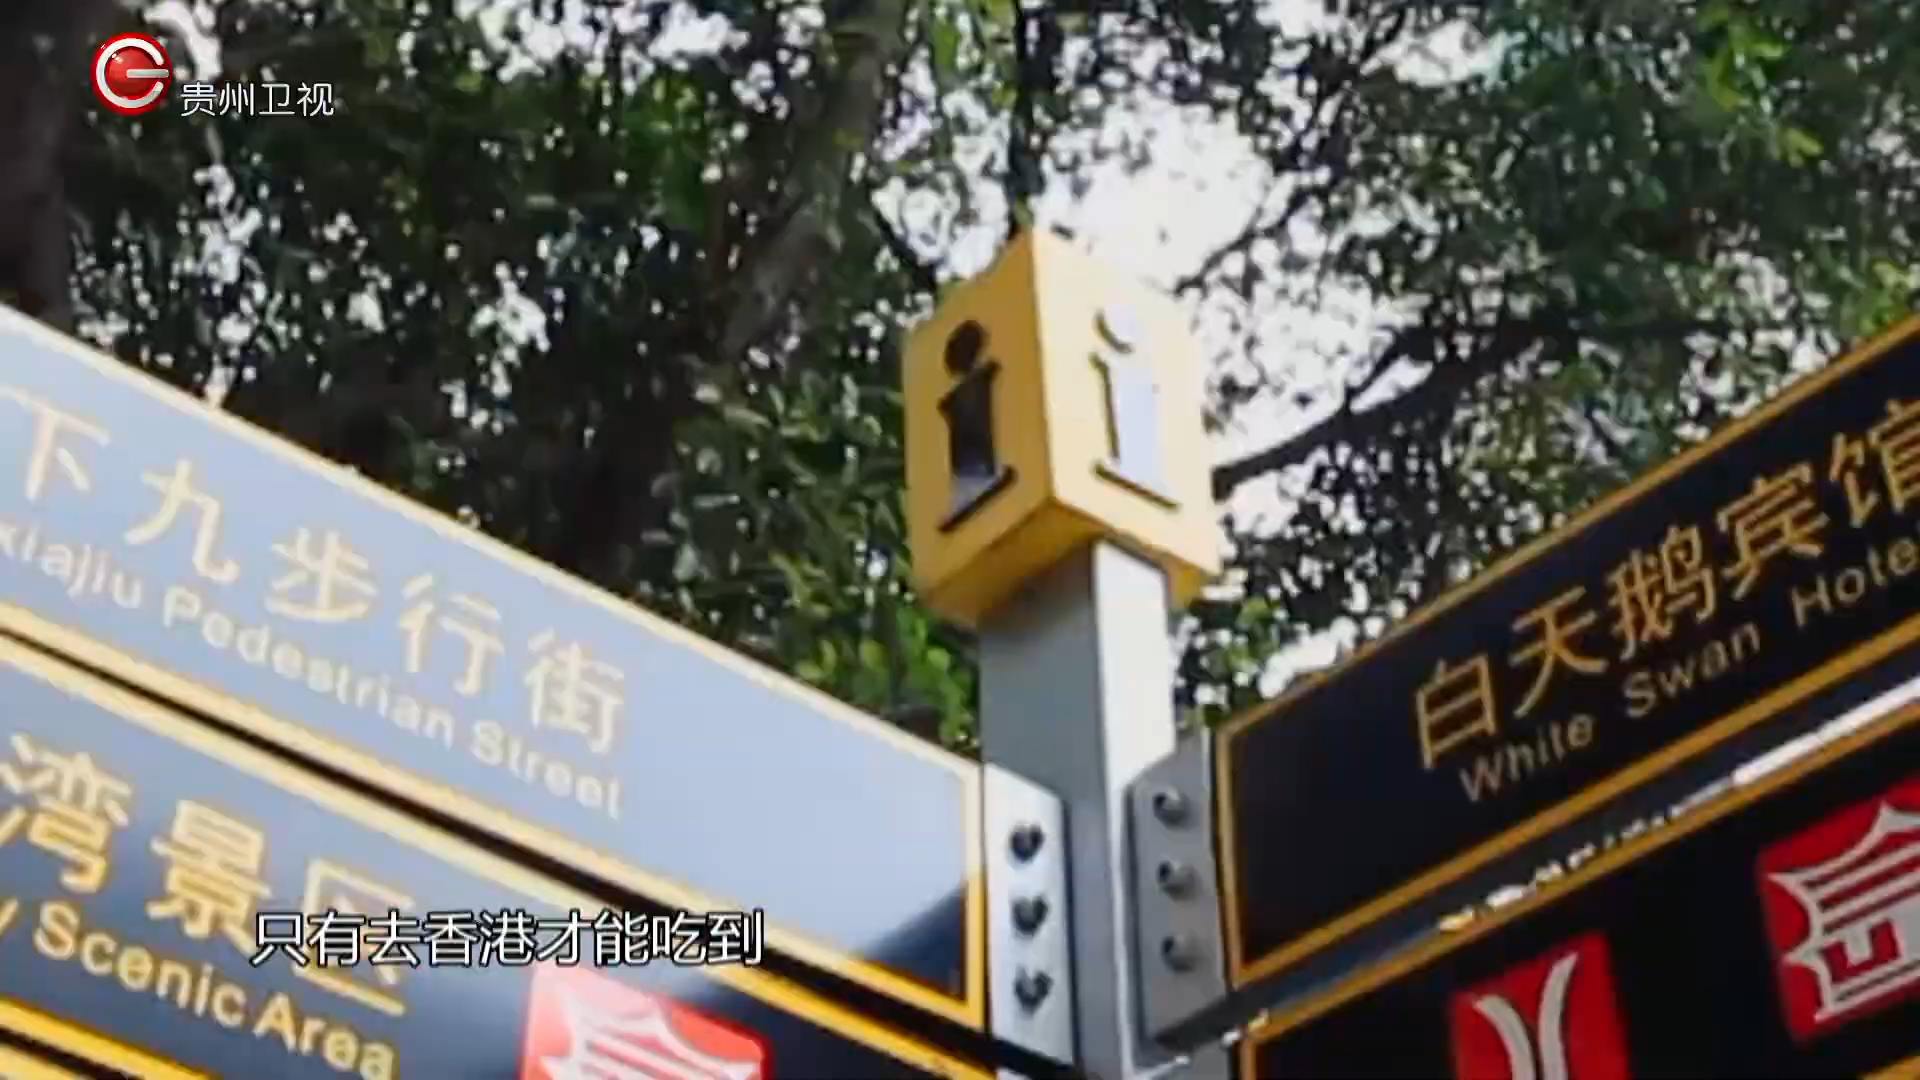 贵州卫视
i i
下九步行街
xiajiu Pedestrian Street
湾景区
y Scenic Area
白天鹅宾馆
White Swan Hote
只有去香港才能吃到